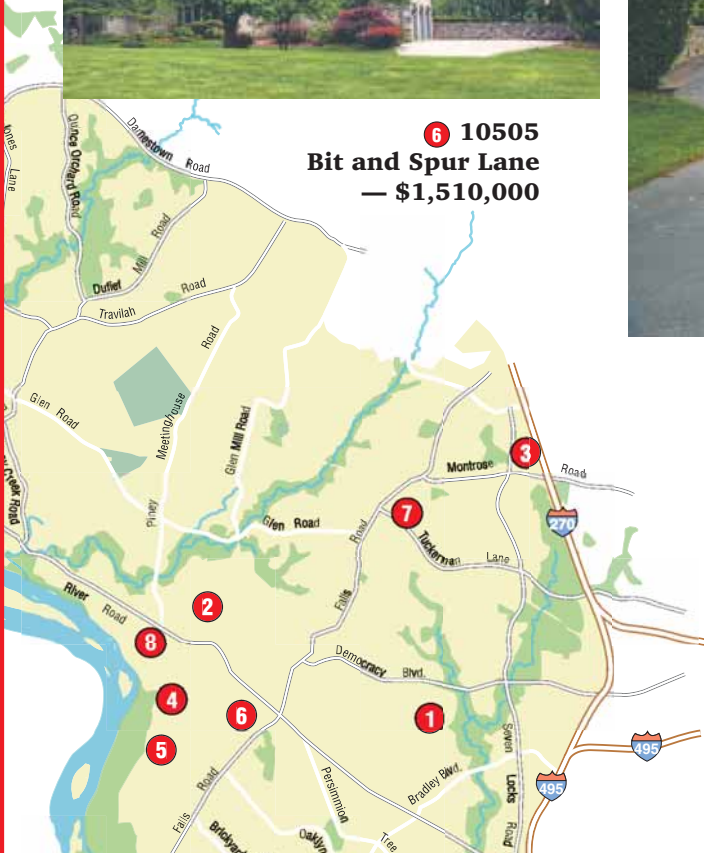 6 10505
Bit and Spur Lane
— $1,510,000
Jones
Lane
Quince Orchard Road
Darnestown Road
Dufief Mill Road
Travilah Road
Glen Road
Piney Meetinghouse Road
Glen Mill Road
Creek Road
Glen Road
Montrose Road
3
7
270
Tuckerman Lane
Falls Road
River Road
2
8
4
6
5
1
Democracy Blvd.
Seven Locks Road
495
495
Bradley Blvd.
Persimmion
Tree
Falls Road